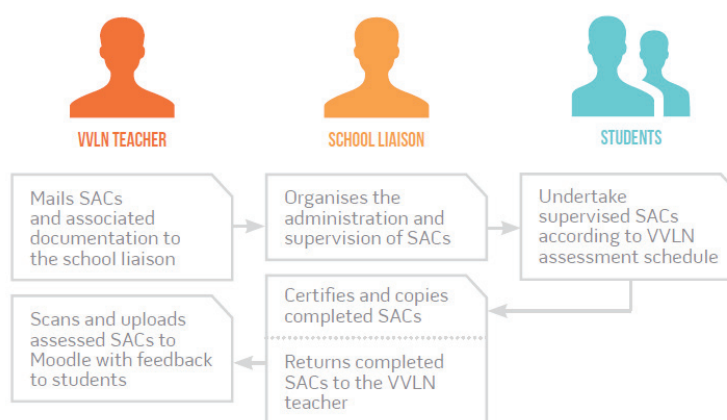 VVLN TEACHER
SCHOOL LIAISON
STUDENTS
Mails SACs
and associated
documentation to
the school liaison
Organises the
administration and
supervision of SACs
Undertake
supervised SACs
according to VVLN
assessment schedule
Certifies and copies
completed SACs
Returns completed
SACs to the VVLN
teacher
Scans and uploads
assessed SACs to
Moodle with feedback
to students